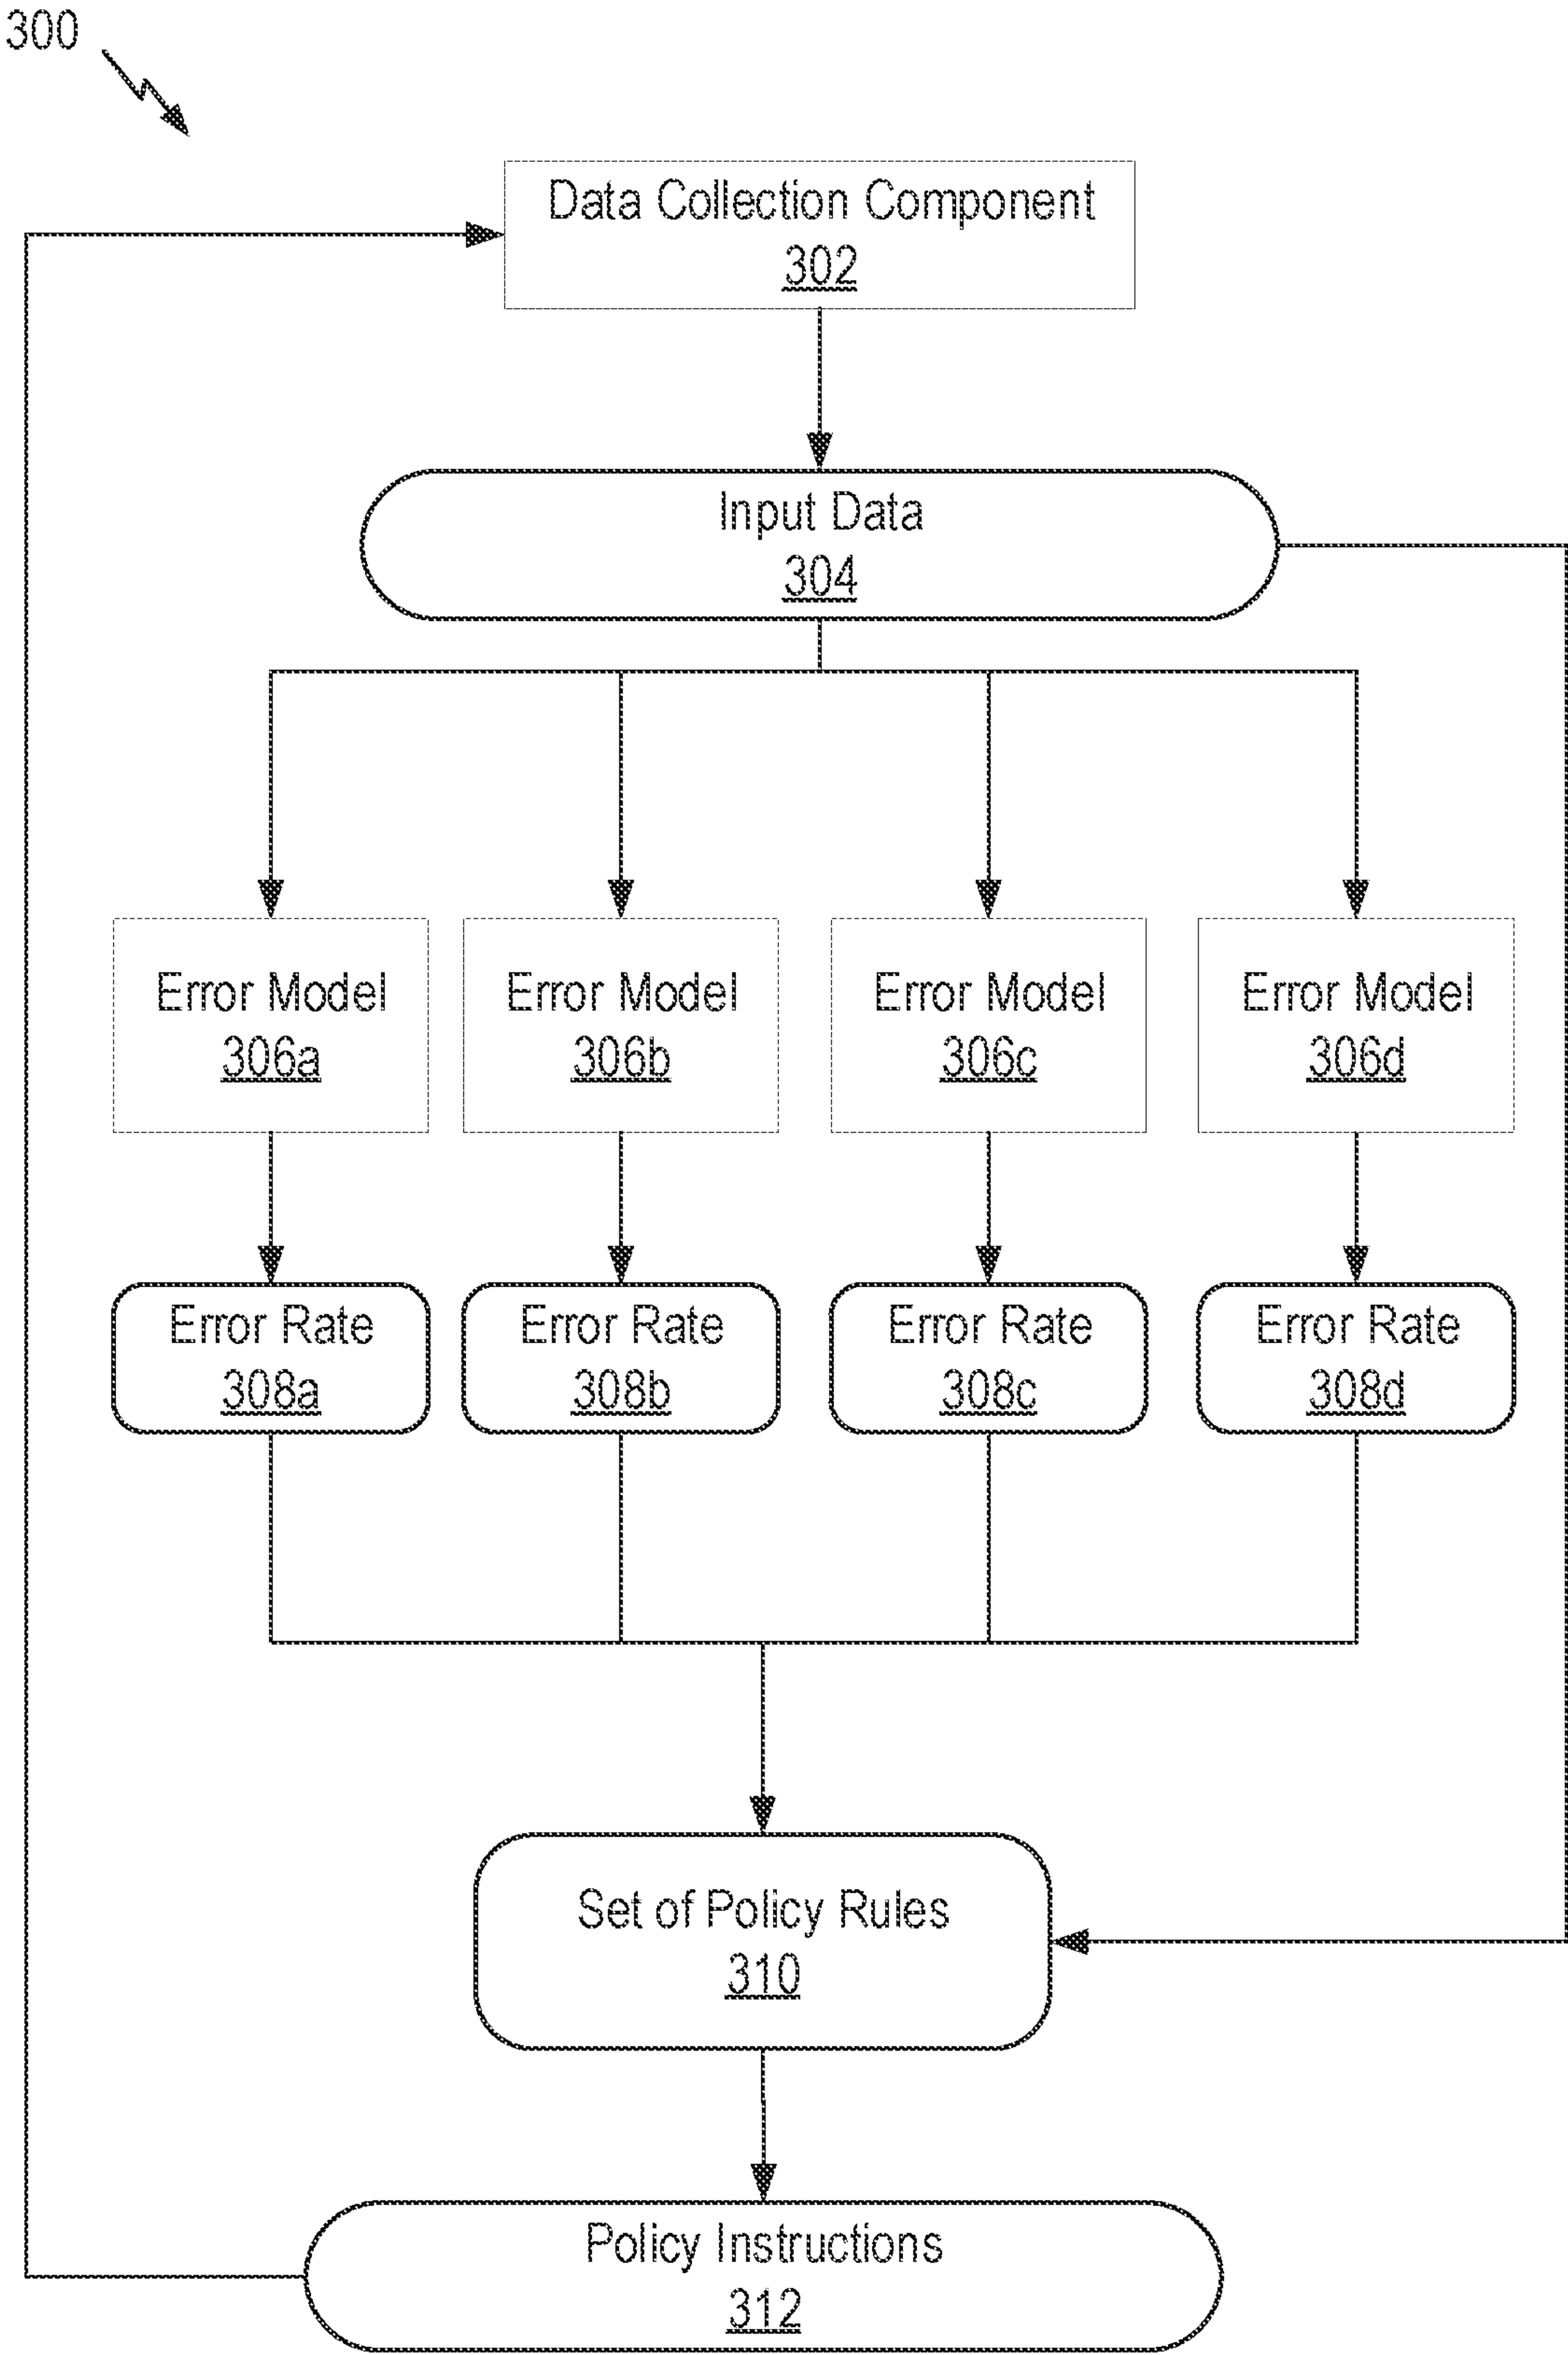 300
Data Collection Component
302
Input Data
304
Error Model
306a
Error Model
306b
Error Model
306c
Error Model
306d
Error Rate
308a
Error Rate
308b
Error Rate
308c
Error Rate
308d
Set of Policy Rules
310
Policy Instructions
312